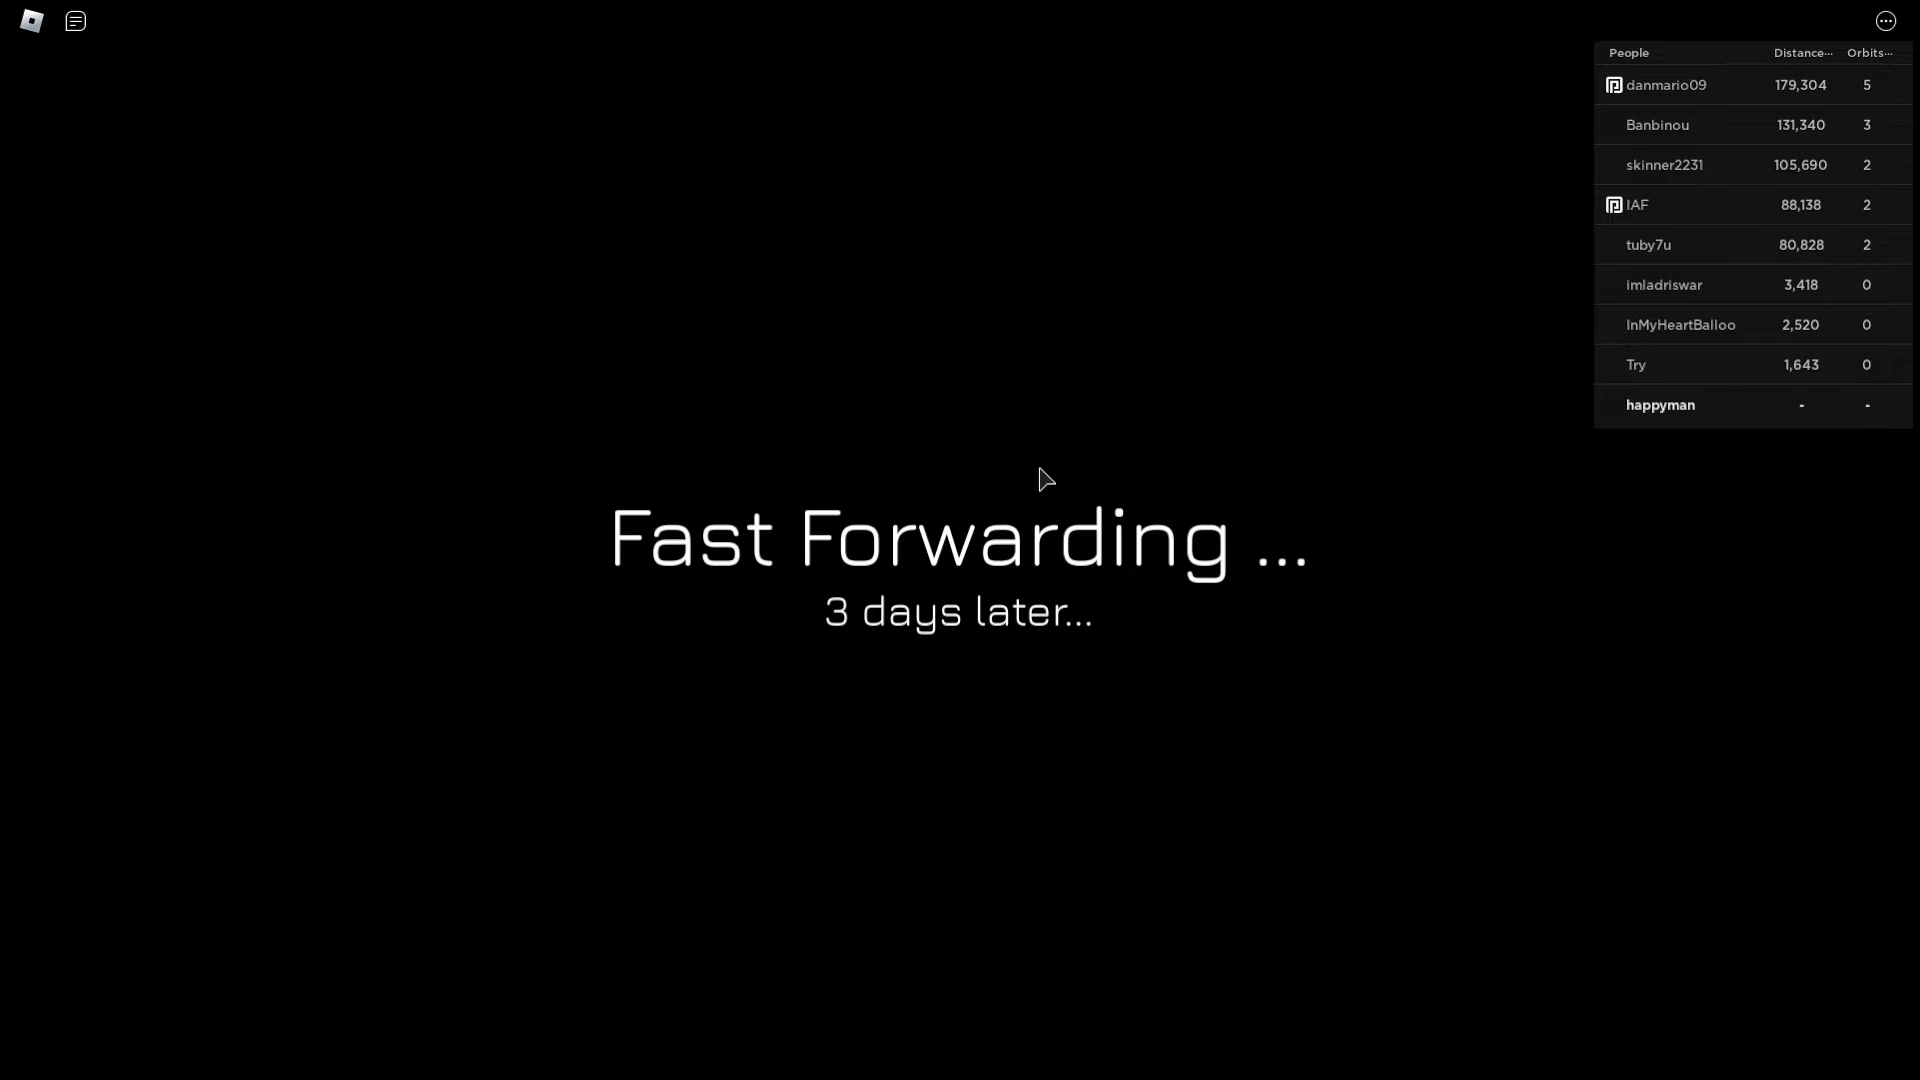 People Distance... Orbits...
danmario09 179,304 5
Banbinou 131,340 3
skinner2231 105,690 2
IAF 88,138 2
tuby7u 80,828 2
imladriswar 3,418 0
InMyHeartBalloo 2,520 0
Try 1,643 0
happyman - -
Fast Forwarding ...
3 days later...